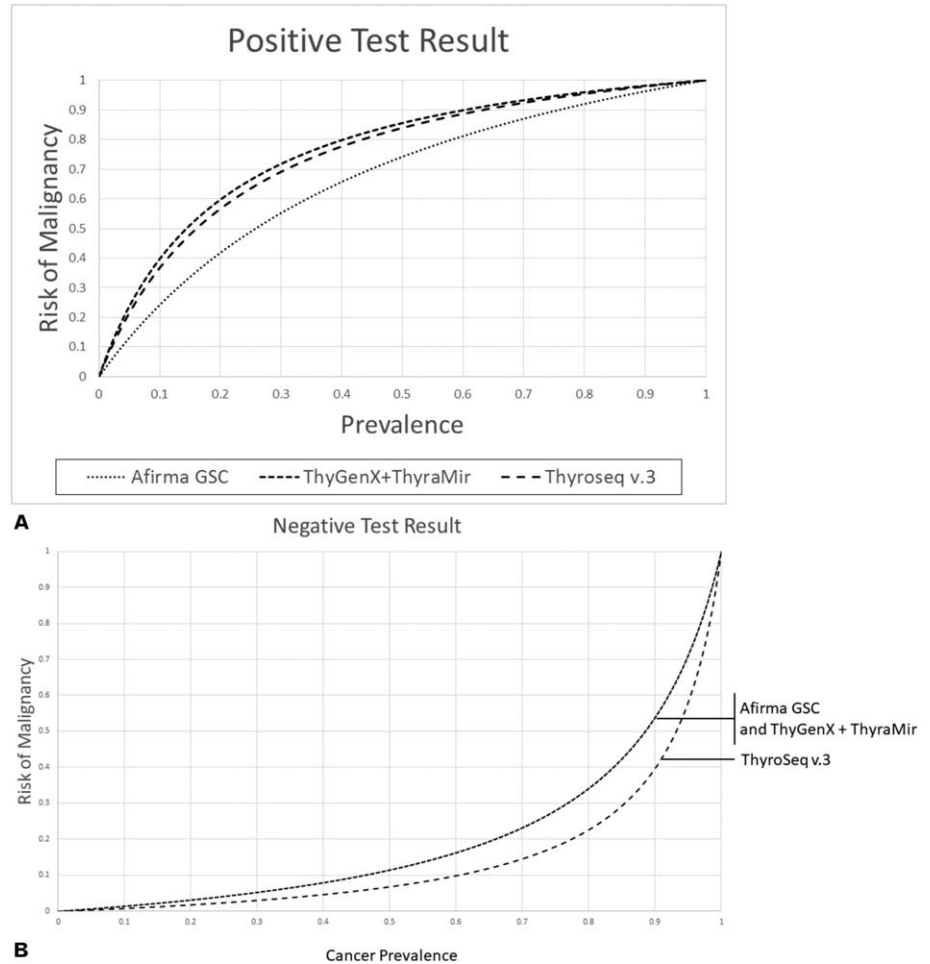 Positive Test Result
Risk of Malignancy
1
0.9
0.8
0.7
0.6
0.5
0.4
0.3
0.2
0.1
0
0 0.1 0.2 0.3 0.4 0.5 0.6 0.7 0.8 0.9 1
Prevalence
Afirma GSC ThyGenX+ThyraMir Thyroseq v.3
A
Negative Test Result
Risk of Malignancy
1
0.9
0.8
0.7
0.6
0.5
0.4
0.3
0.2
0.1
0
0 0.1 0.2 0.3 0.4 0.5 0.6 0.7 0.8 0.9 1
Afirma GSC
and ThyGenX + ThyraMir
ThyroSeq v.3
B
Cancer Prevalence